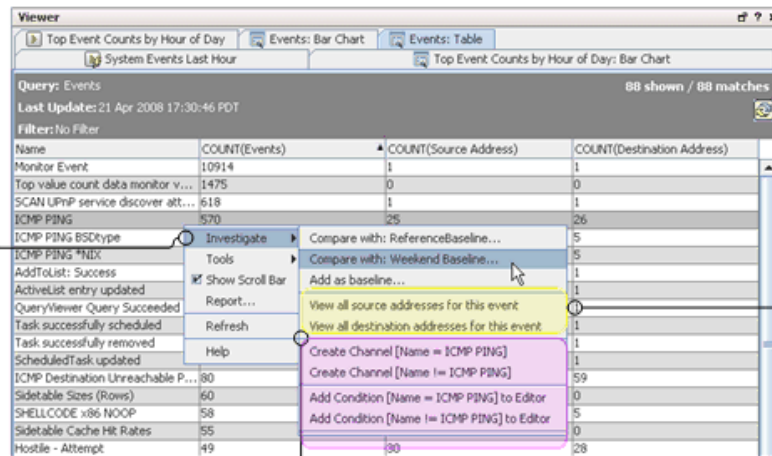 Viewer
Top Event Counts by Hour of Day Events: Bar Chart Events: Table
System Events Last Hour Top Event Counts by Hour of Day: Bar Chart
Query: Events 88 shown / 88 matches
Last Update: 21 Apr 2008 17:30:46 PDT
Filter: No Filter
Name COUNT(Events) COUNT(Source Address) COUNT(Destination Address)
Monitor Event 10914 1 1
Top value count data monitor v... 1475 0 0
SCAN UPnP service discover att... 618 1 1
ICMP PING 570 25 26
ICMP PING BSDtype 5
ICMP PING *NIX 5
AddToList: Success 1
ActiveList entry updated 1
QueryViewer Query Succeeded
Task successfully scheduled 1
Task successfully removed 1
ScheduledTask updated 1
ICMP Destination Unreachable P... 80 59
Sidetable Sizes (Rows) 60 0
SHELLCODE x86 NOOP 58 5
Sidetable Cache Hit Rates 55 0
Hostile - Attempt 49 30 28
Investigate
Tools
Show Scroll Bar
Report...
Refresh
Help
Compare with: ReferenceBaseline...
Compare with: Weekend Baseline...
Add as baseline...
View all source addresses for this event
View all destination addresses for this event
Create Channel [Name = ICMP PING]
Create Channel [Name != ICMP PING]
Add Condition [Name = ICMP PING] to Editor
Add Condition [Name != ICMP PING] to Editor